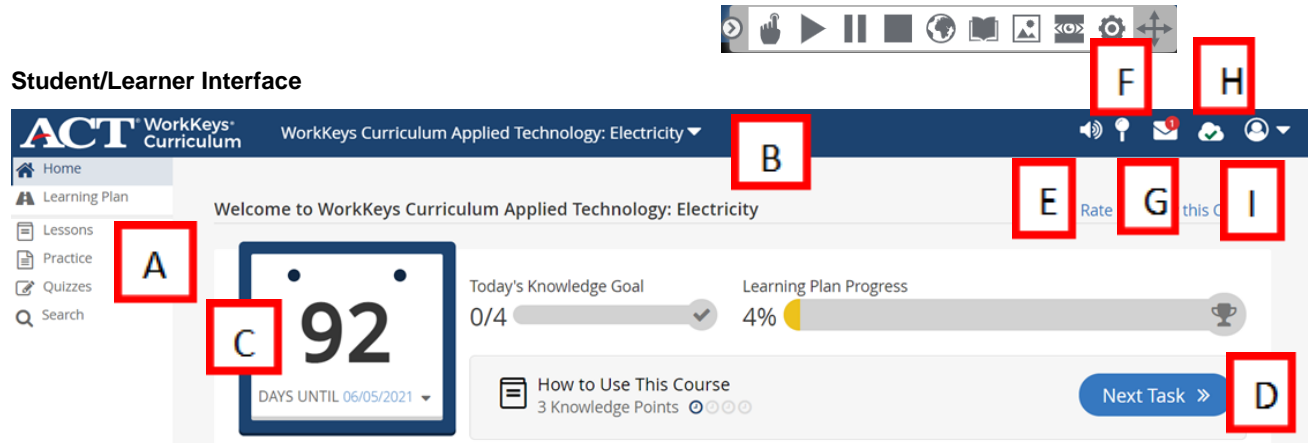 Student/Learner Interface
F
H
ACT® WorkKeys®
Curriculum
WorkKeys Curriculum Applied Technology: Electricity
B
1
Home
Learning Plan
Lessons
Practice
Quizzes
Search
A
Welcome to WorkKeys Curriculum Applied Technology: Electricity
E
Rate
G
this
I
C
92
DAYS UNTIL 06/05/2021
Today's Knowledge Goal
0/4
Learning Plan Progress
4%
How to Use This Course
3 Knowledge Points
Next Task »
D